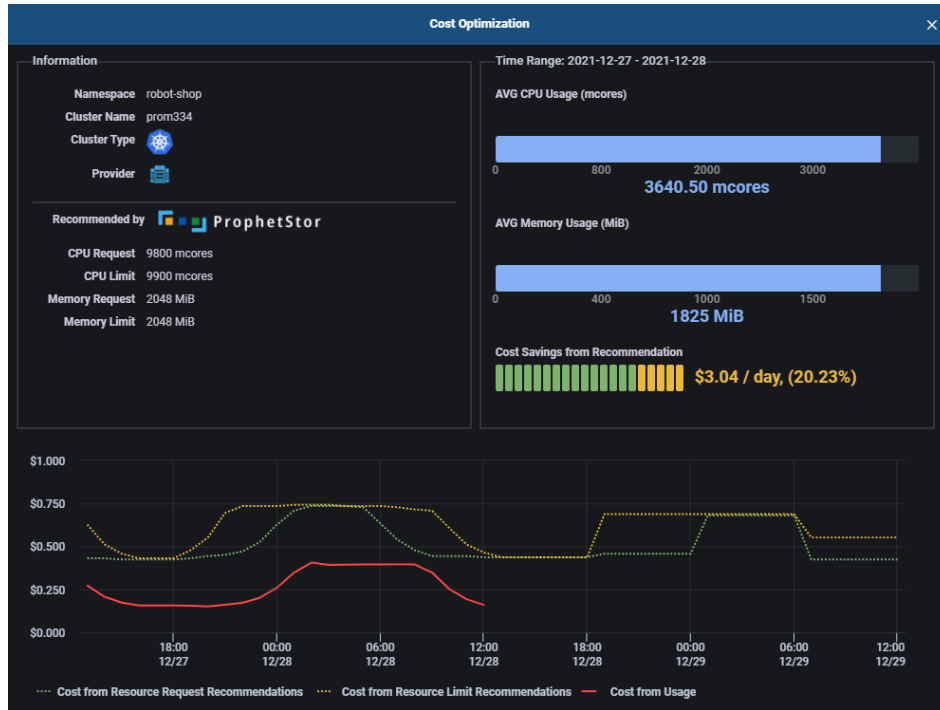 Cost Optimization
Information
Namespace robot-shop
Cluster Name prom334
Cluster Type
Provider
Recommended by ProphetStor
CPU Request 9800 mcores
CPU Limit 9900 mcores
Memory Request 2048 MiB
Memory Limit 2048 MiB
Time Range: 2021-12-27 - 2021-12-28
AVG CPU Usage (mcores)
0 800 2000 3000
3640.50 mcores
AVG Memory Usage (MiB)
0 400 1000 1500
1825 MiB
Cost Savings from Recommendation
$3.04 / day, (20.23%)
$1.000
$0.750
$0.500
$0.250
$0.000
18:00 00:00 06:00 12:00 18:00 00:00 06:00 12:00
12/27 12/28 12/28 12/28 12/28 12/29 12/29 12/29
Cost from Resource Request Recommendations Cost from Resource Limit Recommendations Cost from Usage